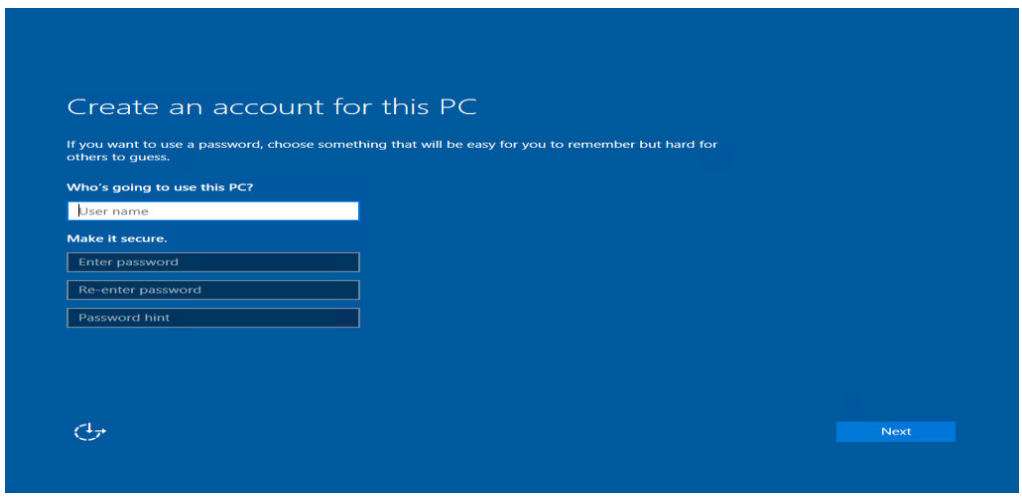 Create an account for this PC
If you want to use a password, choose something that will be easy for you to remember but hard for
others to guess.
Who's going to use this PC?
User name
Make it secure.
Enter password
Re-enter password
Password hint
Next